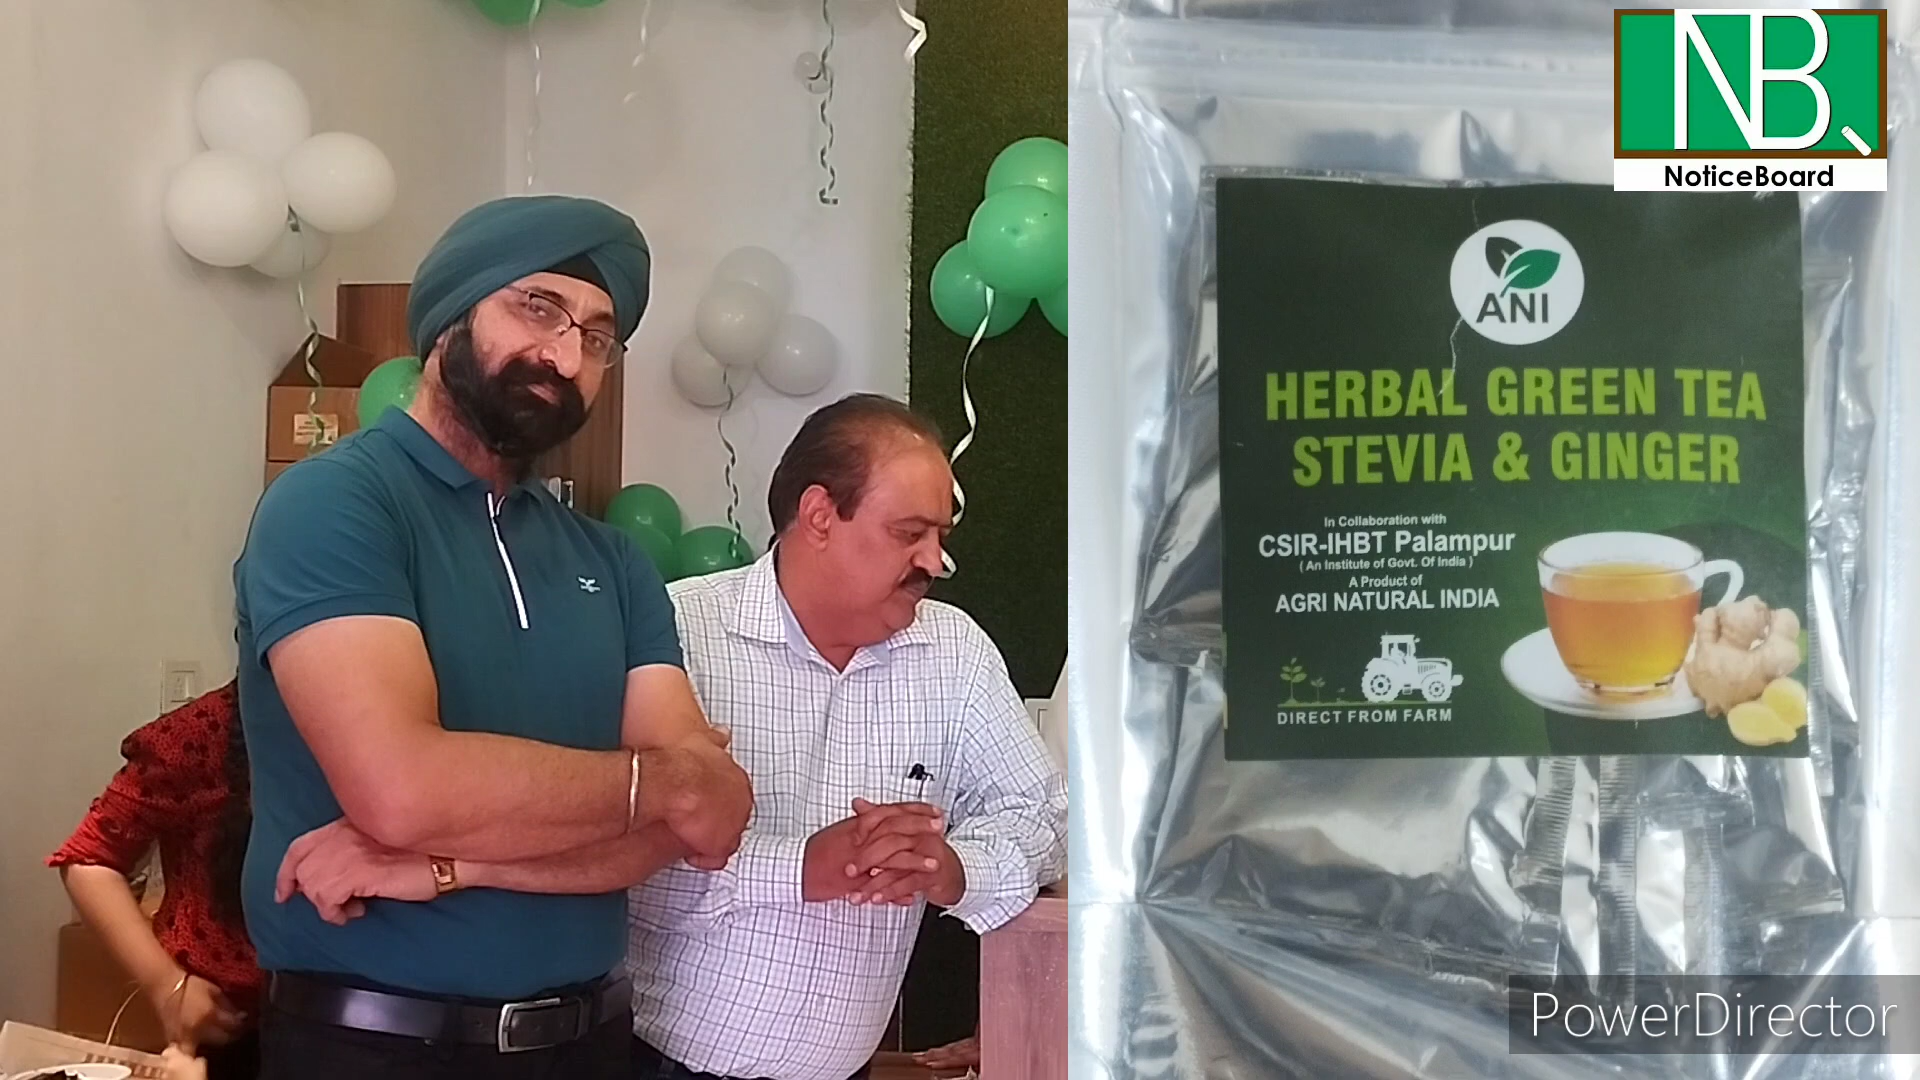 NB
NoticeBoard
ANI
HERBAL GREEN TEA
STEVIA & GINGER
In Collaboration with
CSIR-IHBT Palampur
( An Institute of Govt. Of India )
A Product of
AGRI NATURAL INDIA
DIRECT FROM FARM
PowerDirector